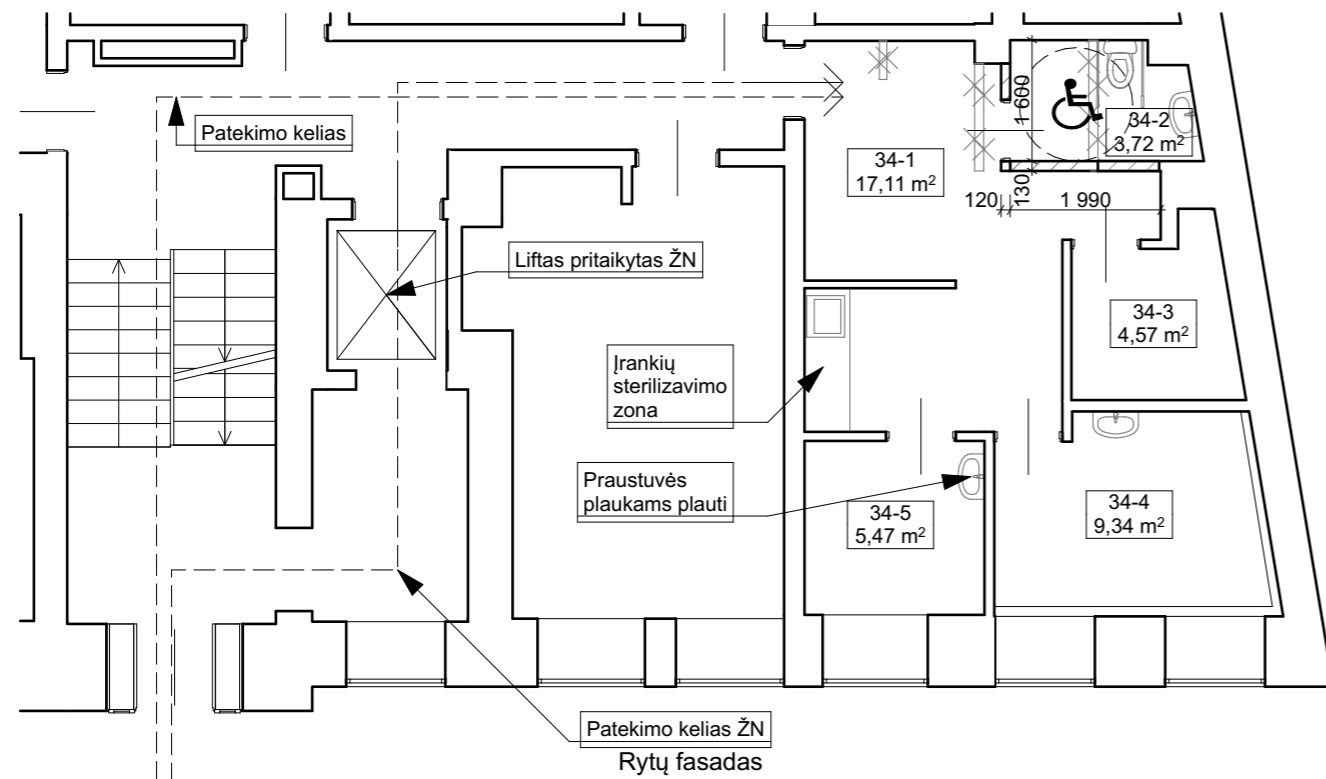 Patekimo kelias
1 600
34-2
3,72 m²
34-1
17,11 m²
120
130
1 990
Liftas pritaikytas ŽN
34-3
4,57 m²
Įrankių
sterilizavimo
zona
Praustuvės
plaukams plauti
34-5
5,47 m²
34-4
9,34 m²
Patekimo kelias ŽN
Rytų fasadas